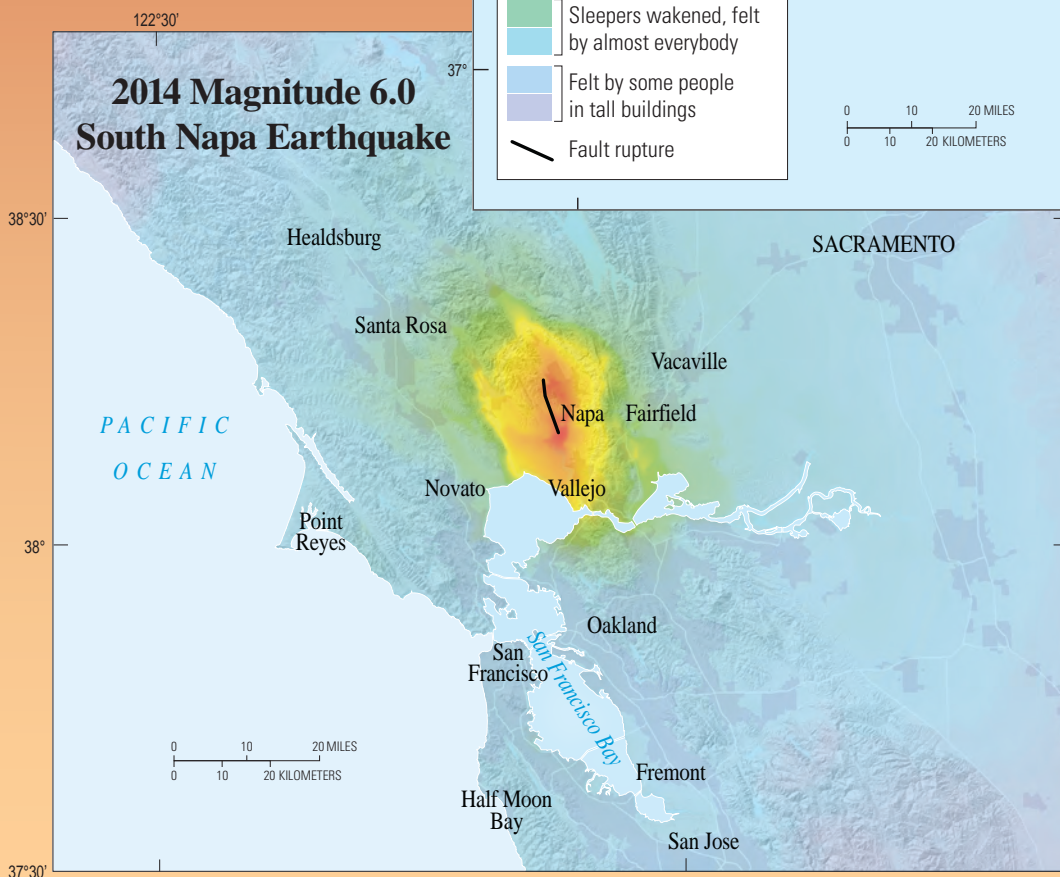 122°30'
Sleepers wakened, felt
by almost everybody
37°
Felt by some people
in tall buildings
Fault rupture
0 10 20 MILES
0 10 20 KILOMETERS
2014 Magnitude 6.0
South Napa Earthquake
38°30'
Healdsburg
SACRAMENTO
Santa Rosa
Vacaville
Napa
Fairfield
PACIFIC
OCEAN
Novato
Vallejo
Point
Reyes
38°
Oakland
San
Francisco
San Francisco Bay
0 10 20 MILES
0 10 20 KILOMETERS
Fremont
Half Moon
Bay
San Jose
37°30'